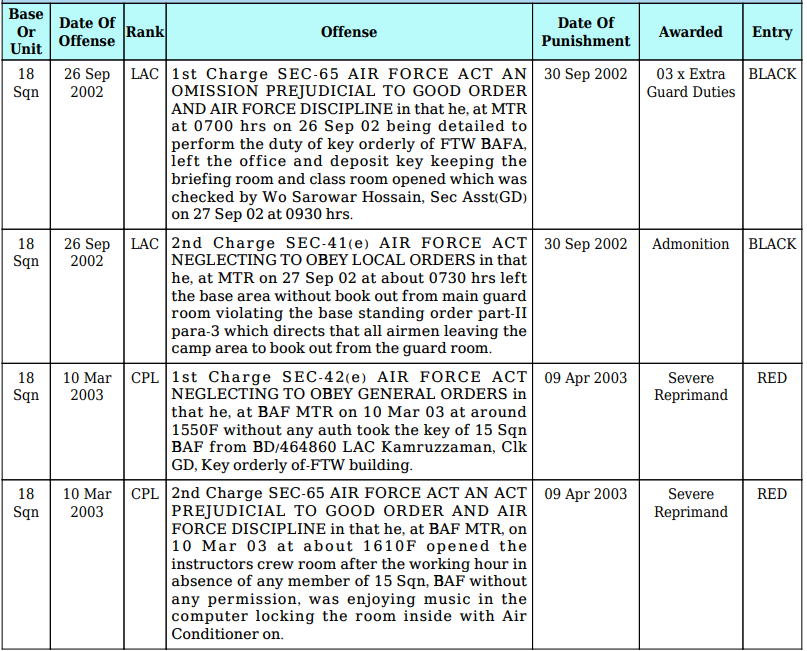 Base Or Unit | Date Of Offense | Rank | Offense | Date Of Punishment | Awarded | Entry
18 Sqn | 26 Sep 2002 | LAC | 1st Charge SEC-65 AIR FORCE ACT AN | 30 Sep 2002 | 03 x Extra Guard Duties | BLACK
OMISSION PREJUDICIAL TO GOOD ORDER
AND AIR FORCE DISCIPLINE in that he, at MTR
at 0700 hrs on 26 Sep 02 being detailed to
perform the duty of key orderly of FTW BAFA,
left the office and deposit key keeping the
briefing room and class room opened which was
checked by Wo Sarowar Hossain, Sec Asst(GD)
on 27 Sep 02 at 0930 hrs.
18 Sqn | 26 Sep 2002 | LAC | 2nd Charge SEC-41(e) AIR FORCE ACT | 30 Sep 2002 | Admonition | BLACK
NEGLECTING TO OBEY LOCAL ORDERS in that
he, at MTR on 27 Sep 02 at about 0730 hrs left
the base area without book out from main guard
room violating the base standing order part-II
para-3 which directs that all airmen leaving the
camp area to book out from the guard room.
18 Sqn | 10 Mar 2003 | CPL | 1st Charge SEC-42(e) AIR FORCE ACT | 09 Apr 2003 | Severe Reprimand | RED
NEGLECTING TO OBEY GENERAL ORDERS in
that he, at BAF MTR on 10 Mar 03 at around
1550F without any auth took the key of 15 Sqn
BAF from BD/464860 LAC Kamruzzaman, Clk
GD, Key orderly of-FTW building.
18 Sqn | 10 Mar 2003 | CPL | 2nd Charge SEC-65 AIR FORCE ACT AN ACT | 09 Apr 2003 | Severe Reprimand | RED
PREJUDICIAL TO GOOD ORDER AND AIR
FORCE DISCIPLINE in that he, at BAF MTR, on
10 Mar 03 at about 1610F opened the
instructors crew room after the working hour in
absence of any member of 15 Sqn, BAF without
any permission, was enjoying music in the
computer locking the room inside with Air
Conditioner on.